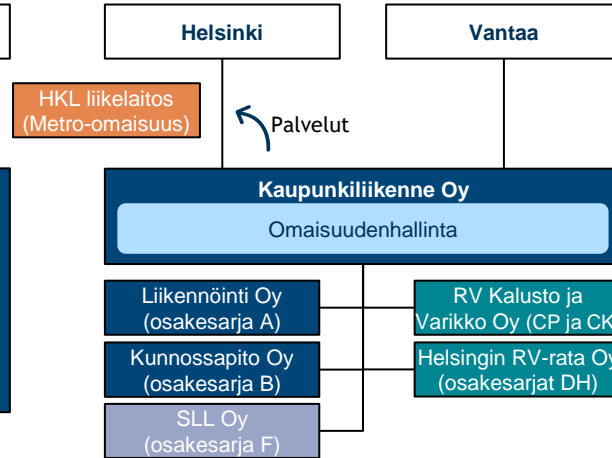 Helsinki
Vantaa
HKL liikelaitos
(Metro-omaisuus)
Palvelut
Kaupunkiliikenne Oy
Omaisuudenhallinta
Liikennöinti Oy
(osakesarja A)
RV Kalusto ja
Varikko Oy (CP ja CK
Kunnossapito Oy
(osakesarja B)
Helsingin RV-rata Oy
(osakesarjat DH)
SLL Oy
(osakesarja F)